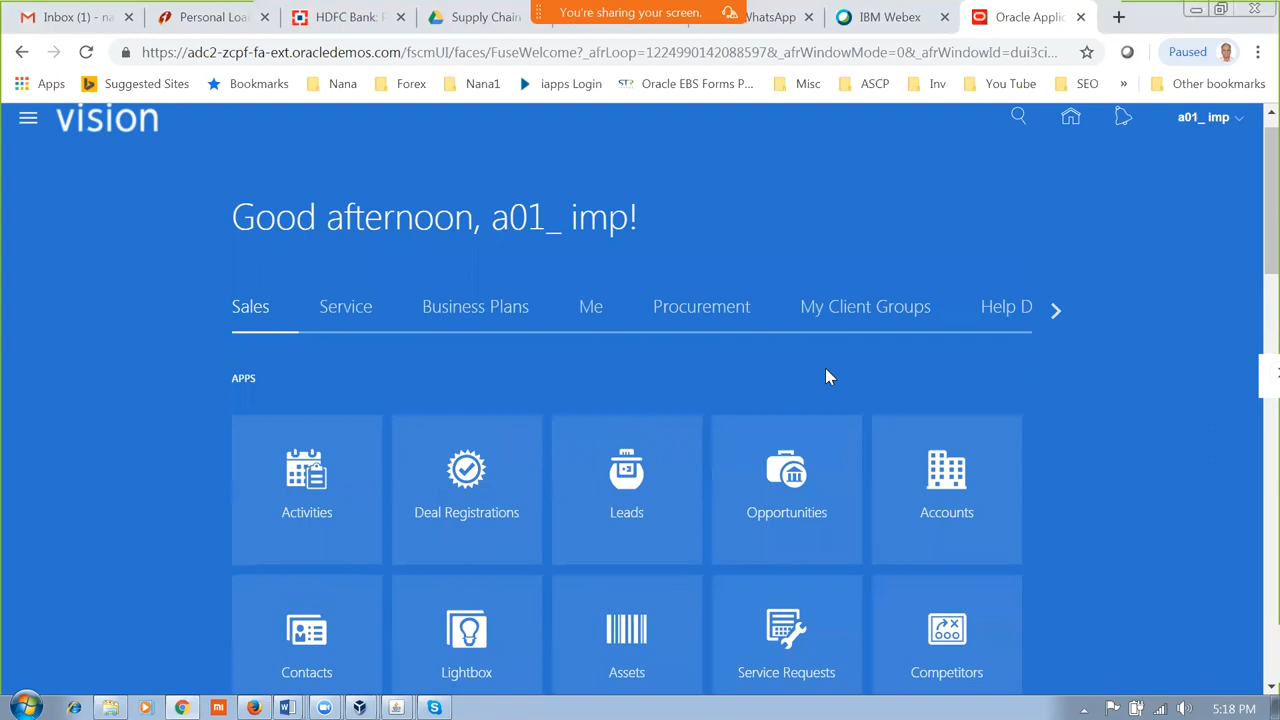 Inbox (1) - na
Personal Loa
HDFC Bank: P
Supply Chain
You're sharing your screen.
WhatsApp
IBM Webex
Oracle Applic
https://adc2-zcpf-fa-ext.oracledemos.com/fscmUI/faces/FuseWelcome?_afrLoop=1224990142088597&_afrWindowMode=0&_afrWindowId=dui3ci...
Paused
Apps
Suggested Sites
Bookmarks
Nana
Forex
Nana1
iapps Login
Oracle EBS Forms P...
Misc
ASCP
Inv
You Tube
SEO
»
Other bookmarks
vision
a01_ imp
Good afternoon, a01_ imp!
Sales
Service
Business Plans
Me
Procurement
My Client Groups
Help D
APPS
Activities
Deal Registrations
Leads
Opportunities
Accounts
Contacts
Lightbox
Assets
Service Requests
Competitors
5:18 PM